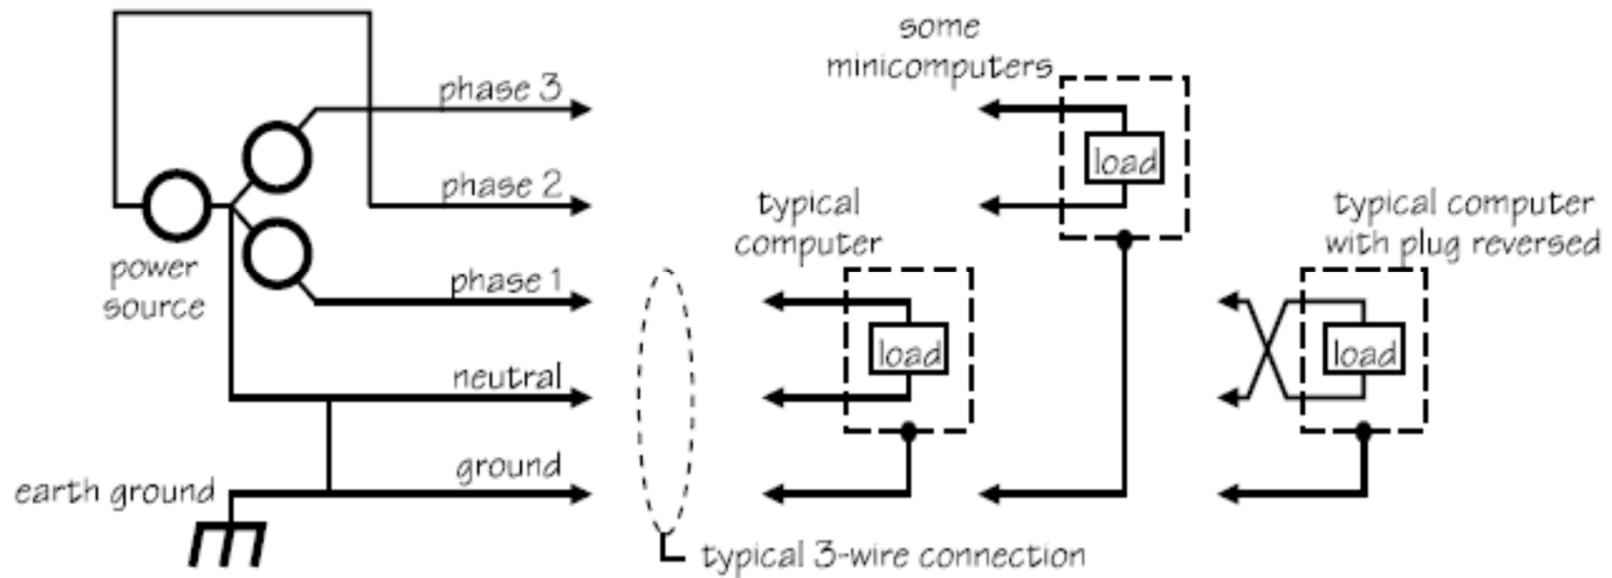 some
minicomputers
phase 3
load
phase 2
typical
computer
typical computer
with plug reversed
power
source
phase 1
load
load
neutral
ground
earth ground
typical 3-wire connection